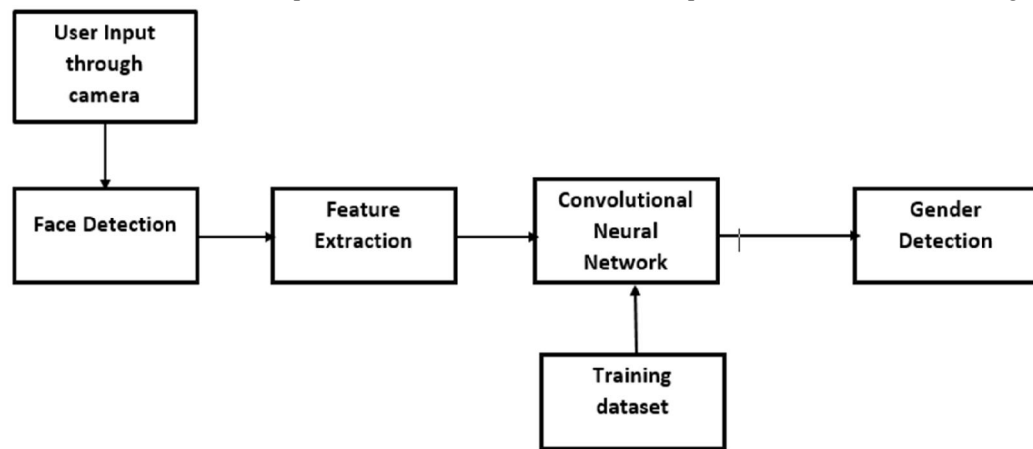 User Input
through
camera
Face Detection
Feature
Extraction
Convolutional
Neural
Network
Gender
Detection
Training
dataset